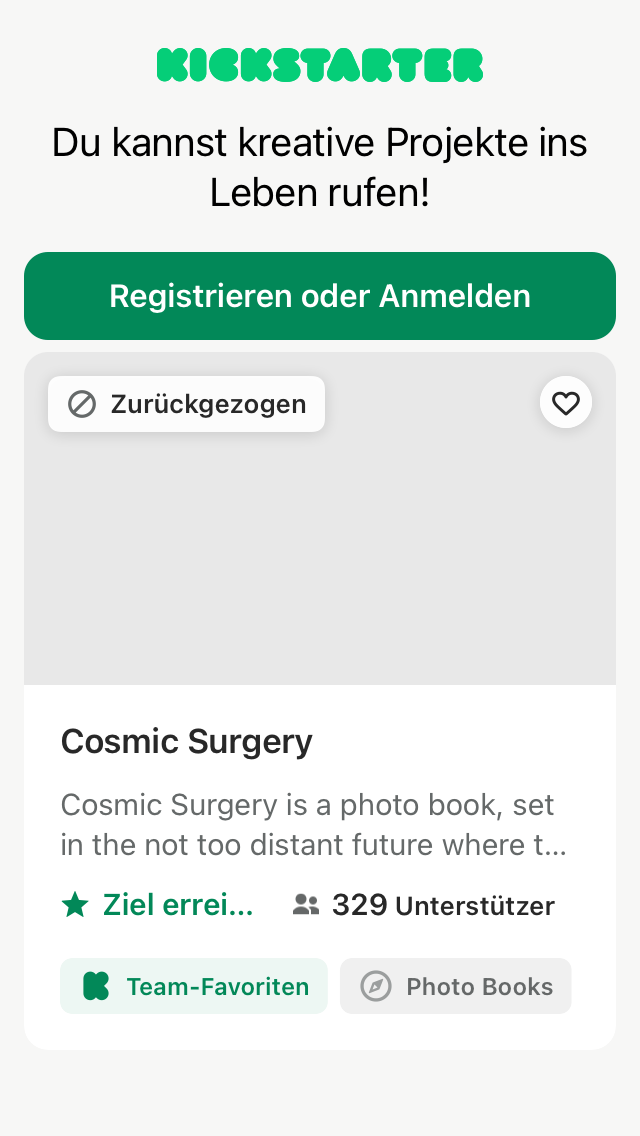 KICKSTARTER
Du kannst kreative Projekte ins
Leben rufen!
Registrieren oder Anmelden
Zurückgezogen
Cosmic Surgery
Cosmic Surgery is a photo book, set
in the not too distant future where t...
Ziel errei... 329 Unterstützer
Team-Favoriten Photo Books